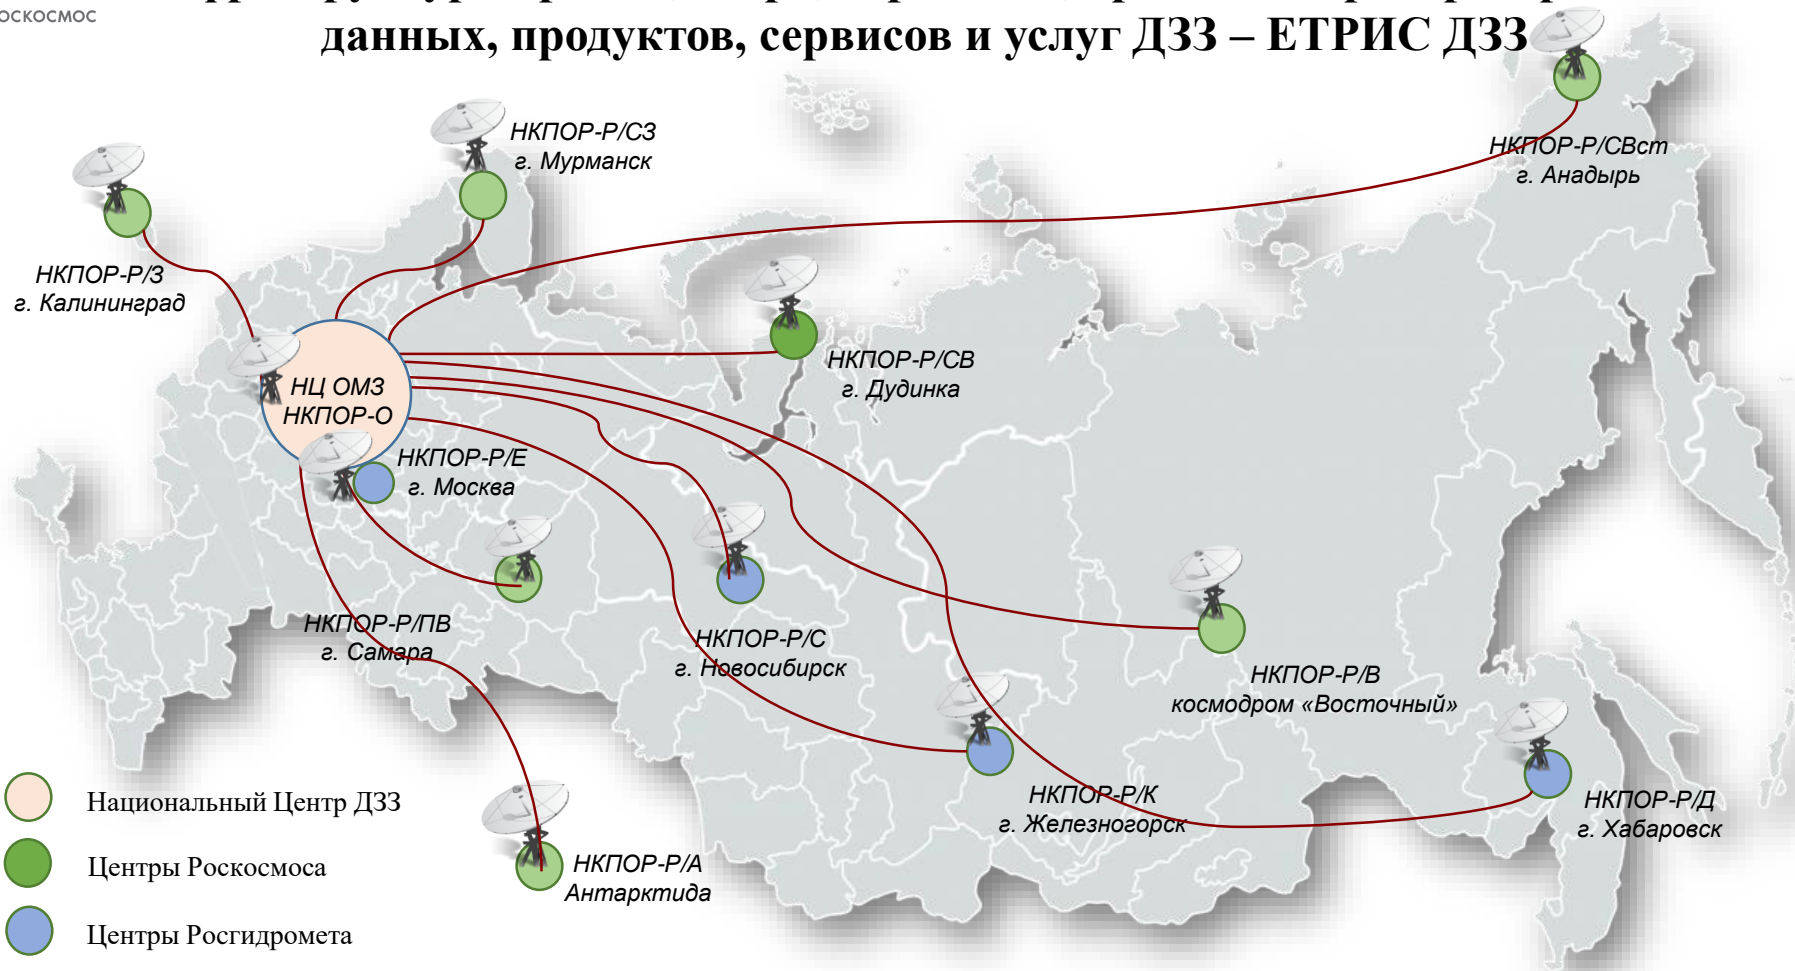 РОСКОСМОС
данных, продуктов, сервисов и услуг ДЗЗ – ЕТРИС ДЗЗ
НКПОР-Р/СЗ
г. Мурманск
НКПОР-Р/СВст
г. Анадырь
НКПОР-Р/З
г. Калининград
НКПОР-Р/СВ
г. Дудинка
НЦ ОМЗ
НКПОР-О
НКПОР-Р/Е
г. Москва
НКПОР-Р/ПВ
г. Самара
НКПОР-Р/С
г. Новосибирск
НКПОР-Р/В
космодром «Восточный»
НКПОР-Р/К
г. Железногорск
НКПОР-Р/Д
г. Хабаровск
НКПОР-Р/А
Антарктида
Национальный Центр ДЗЗ
Центры Роскосмоса
Центры Росгидромета